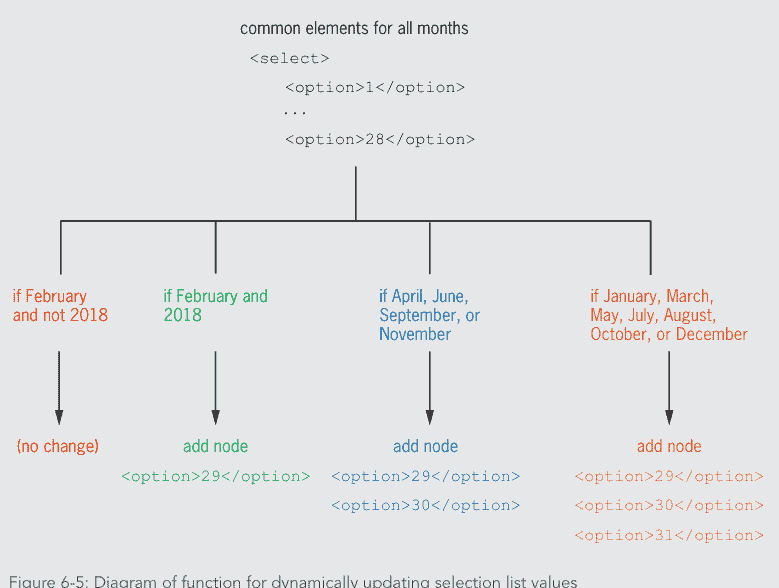 common elements for all months
<select>
<option>1</option>
...
<option>28</option>
if February
and not 2018
if February and
2018
if April, June,
September, or
November
if January, March,
May, July, August,
October, or December
(no change)
add node
<option>29</option>
add node
<option>29</option>
<option>30</option>
add node
<option>29</option>
<option>30</option>
<option>31</option>
Figure 6-5: Diagram of function for dynamically updating selection list values